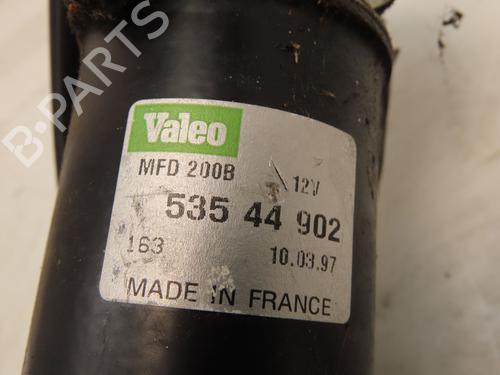 B-PARTS
Valeo
MFD 200B 12V
535 44 902
163 10.03.97
MADE IN FRANCE